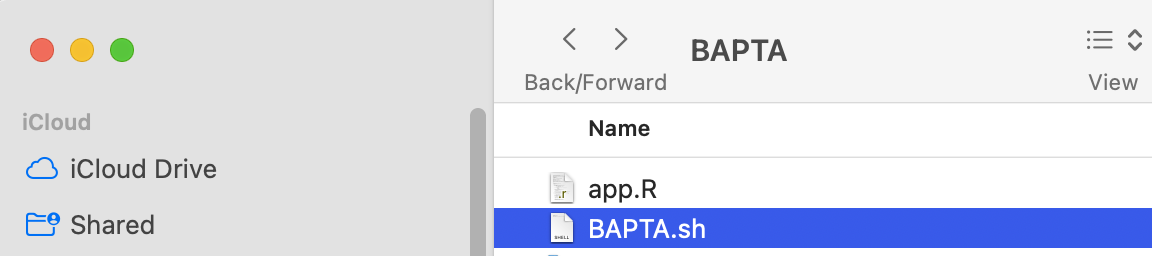 iCloud
iCloud Drive
Shared
BAPTA
Back/Forward
View
Name
app.R
BAPTA.sh